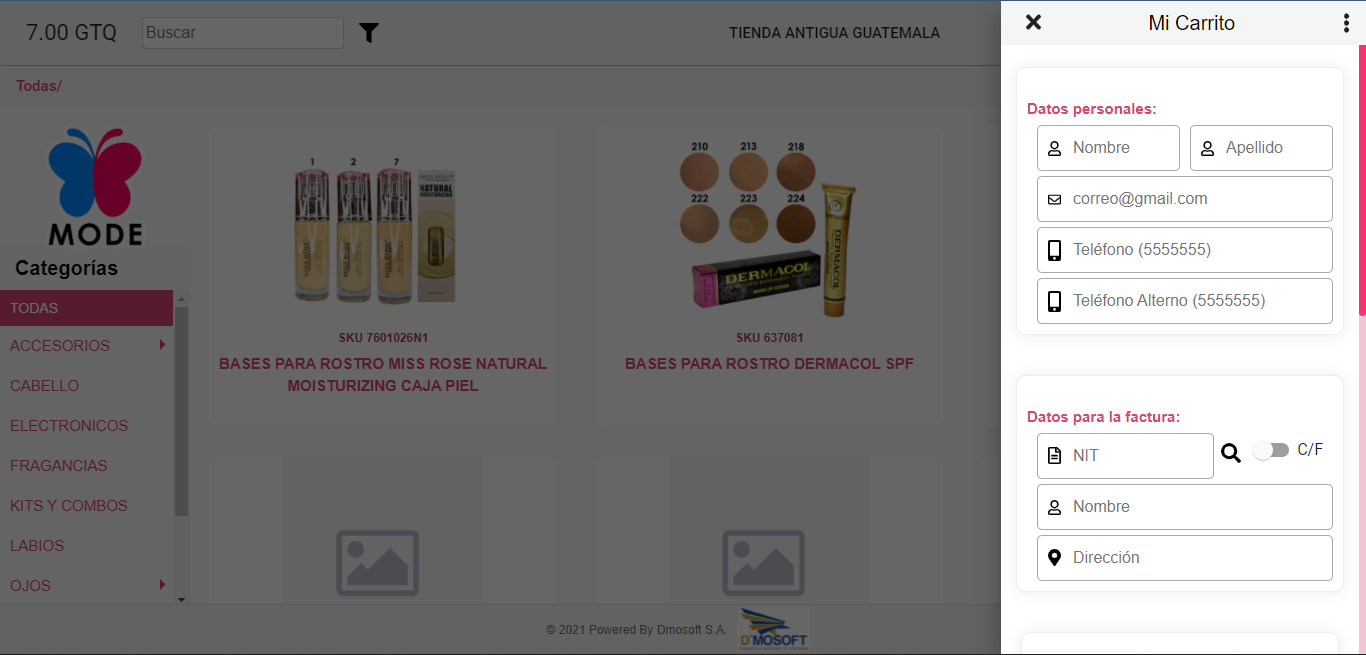 7.00 GTQ
Buscar
TIENDA ANTIGUA GUATEMALA
Todas/
MODE
Categorías
TODAS
ACCESORIOS
CABELLO
ELECTRONICOS
FRAGANCIAS
KITS Y COMBOS
LABIOS
OJOS
1 2 7
NATURAL
MOISTURIZING
SKU 7601026N1
BASES PARA ROSTRO MISS ROSE NATURAL
MOISTURIZING CAJA PIEL
210 213 218
222 223 224
DERMACOL
DERMACOL
SKU 637081
BASES PARA ROSTRO DERMACOL SPF
© 2021 Powered By Dmosoft S.A.
D'MOSOFT
Mi Carrito
Datos personales:
Nombre
Apellido
correo@gmail.com
Teléfono (5555555)
Teléfono Alterno (5555555)
Datos para la factura:
NIT
C/F
Nombre
Dirección